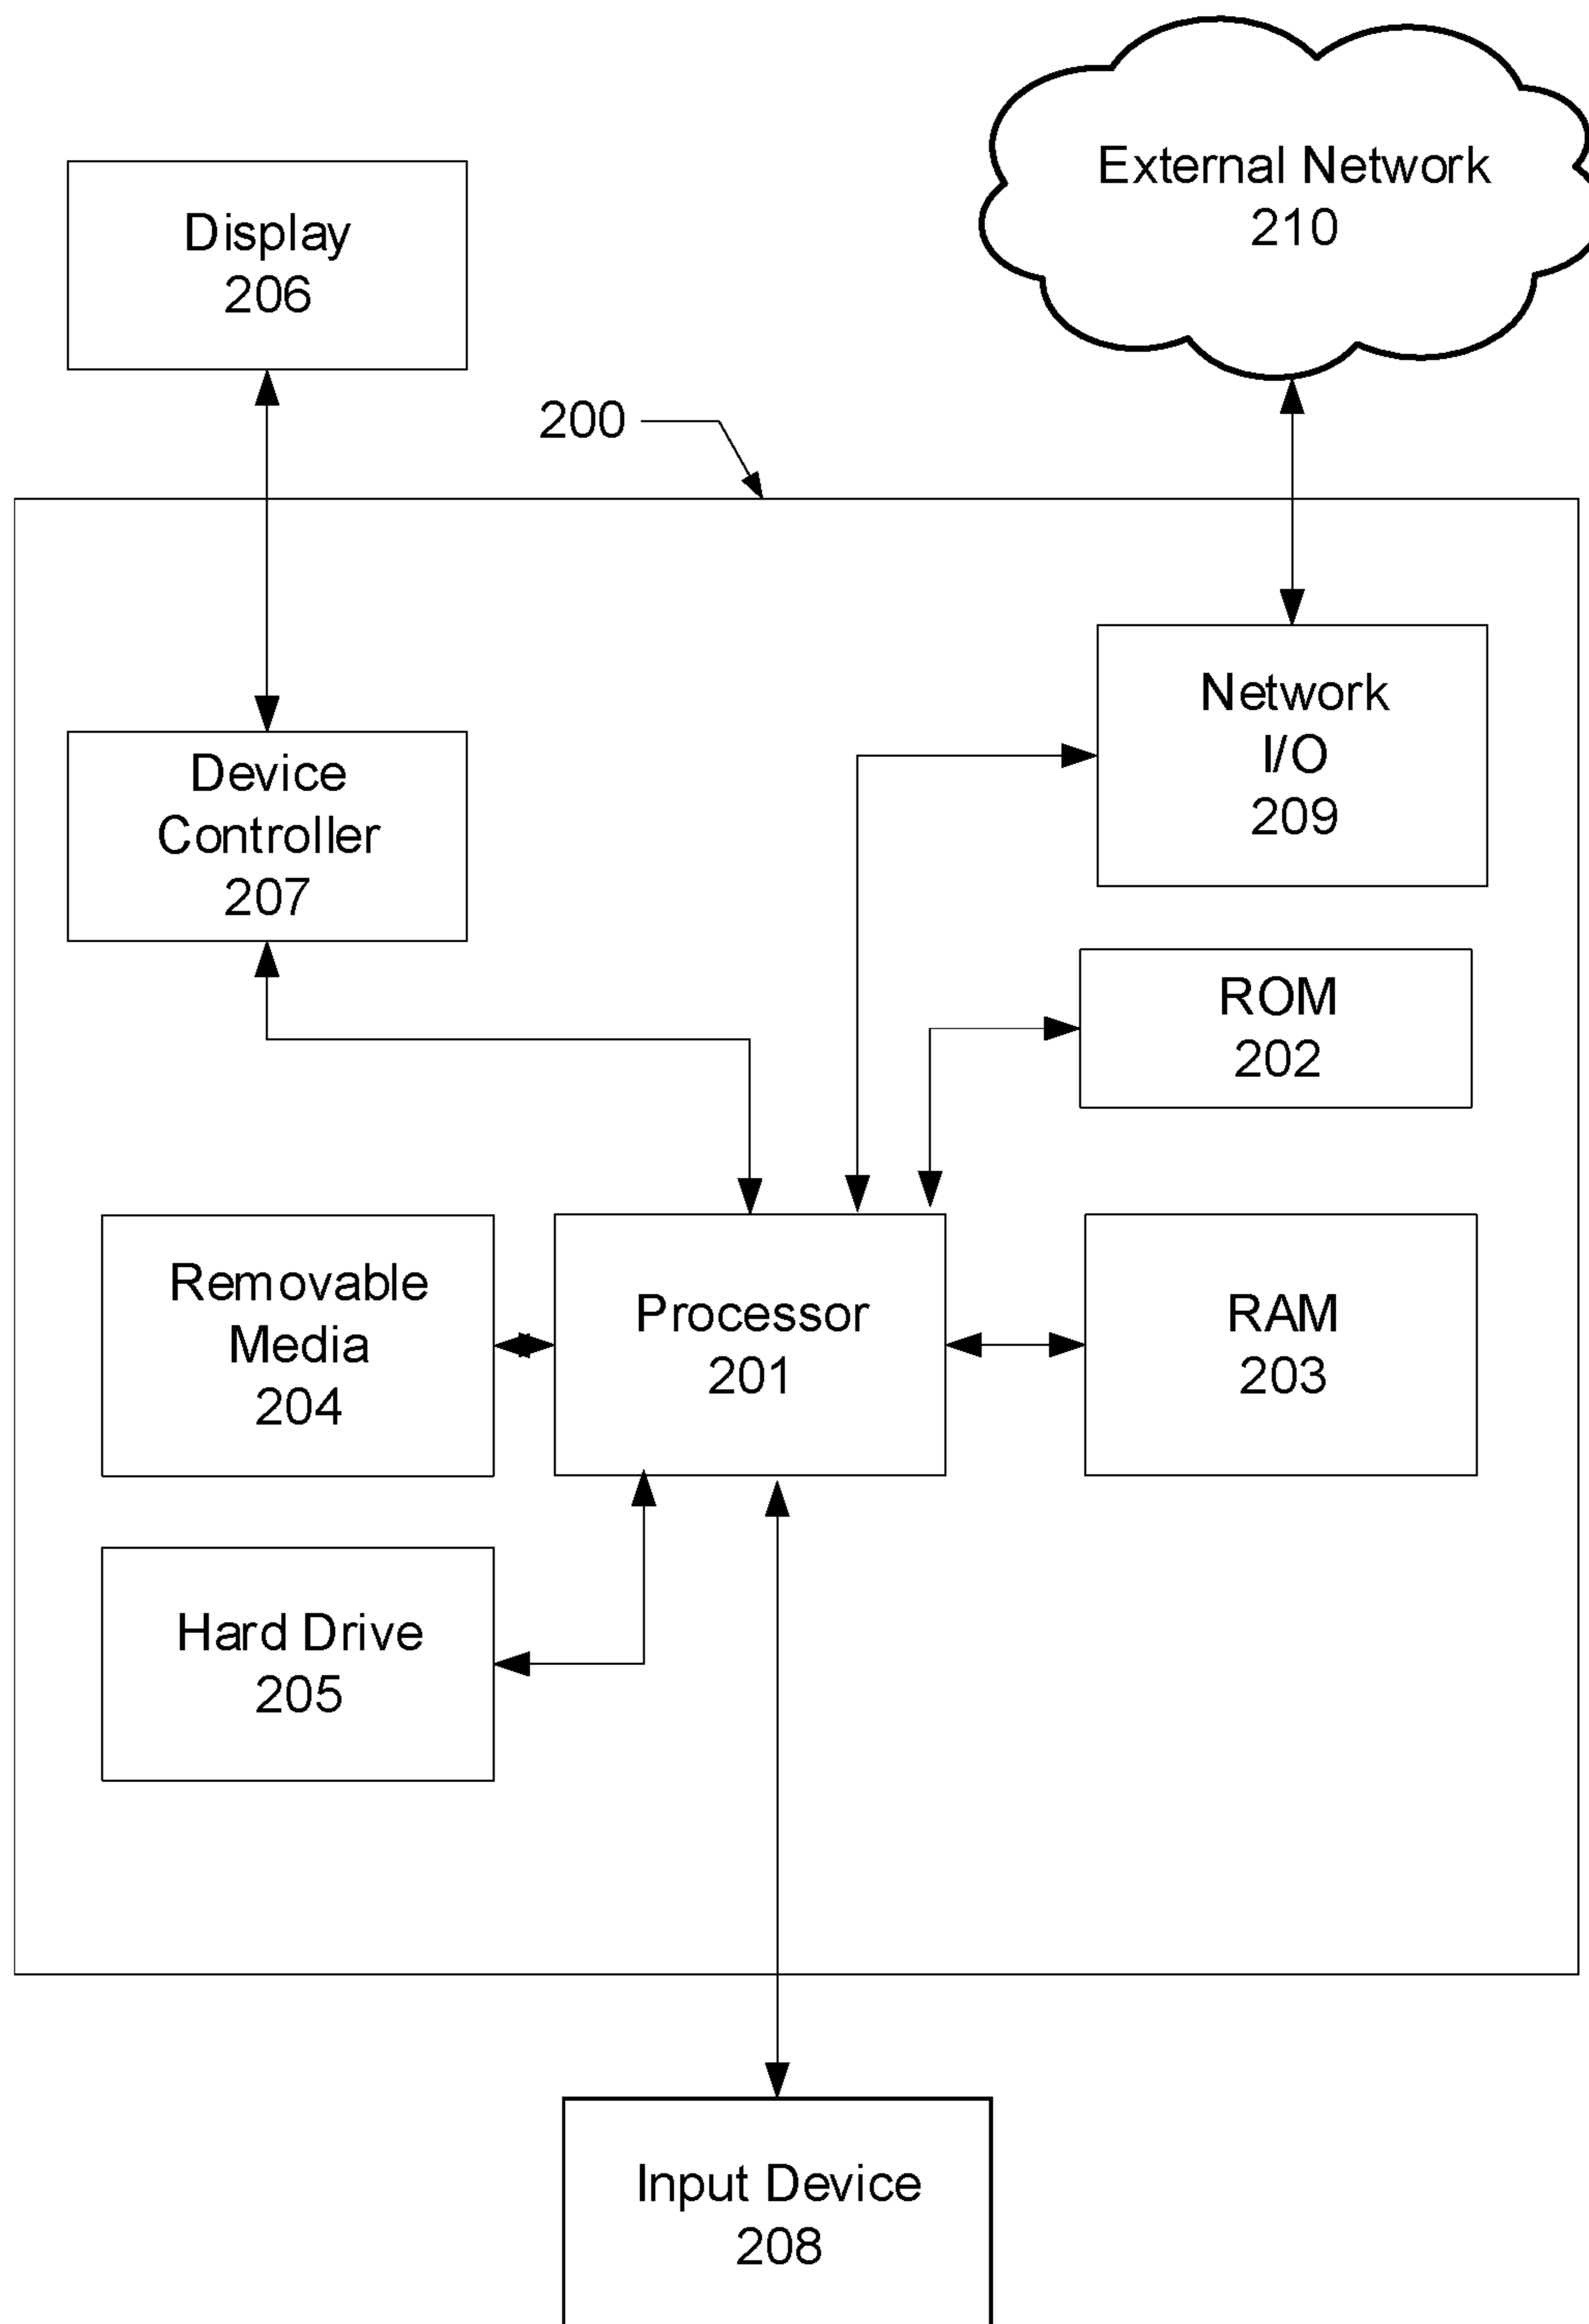 External Network
210
Display
206
200
Network
I/O
209
Device
Controller
207
ROM
202
Removable
Media
204
Processor
201
RAM
203
Hard Drive
205
Input Device
208